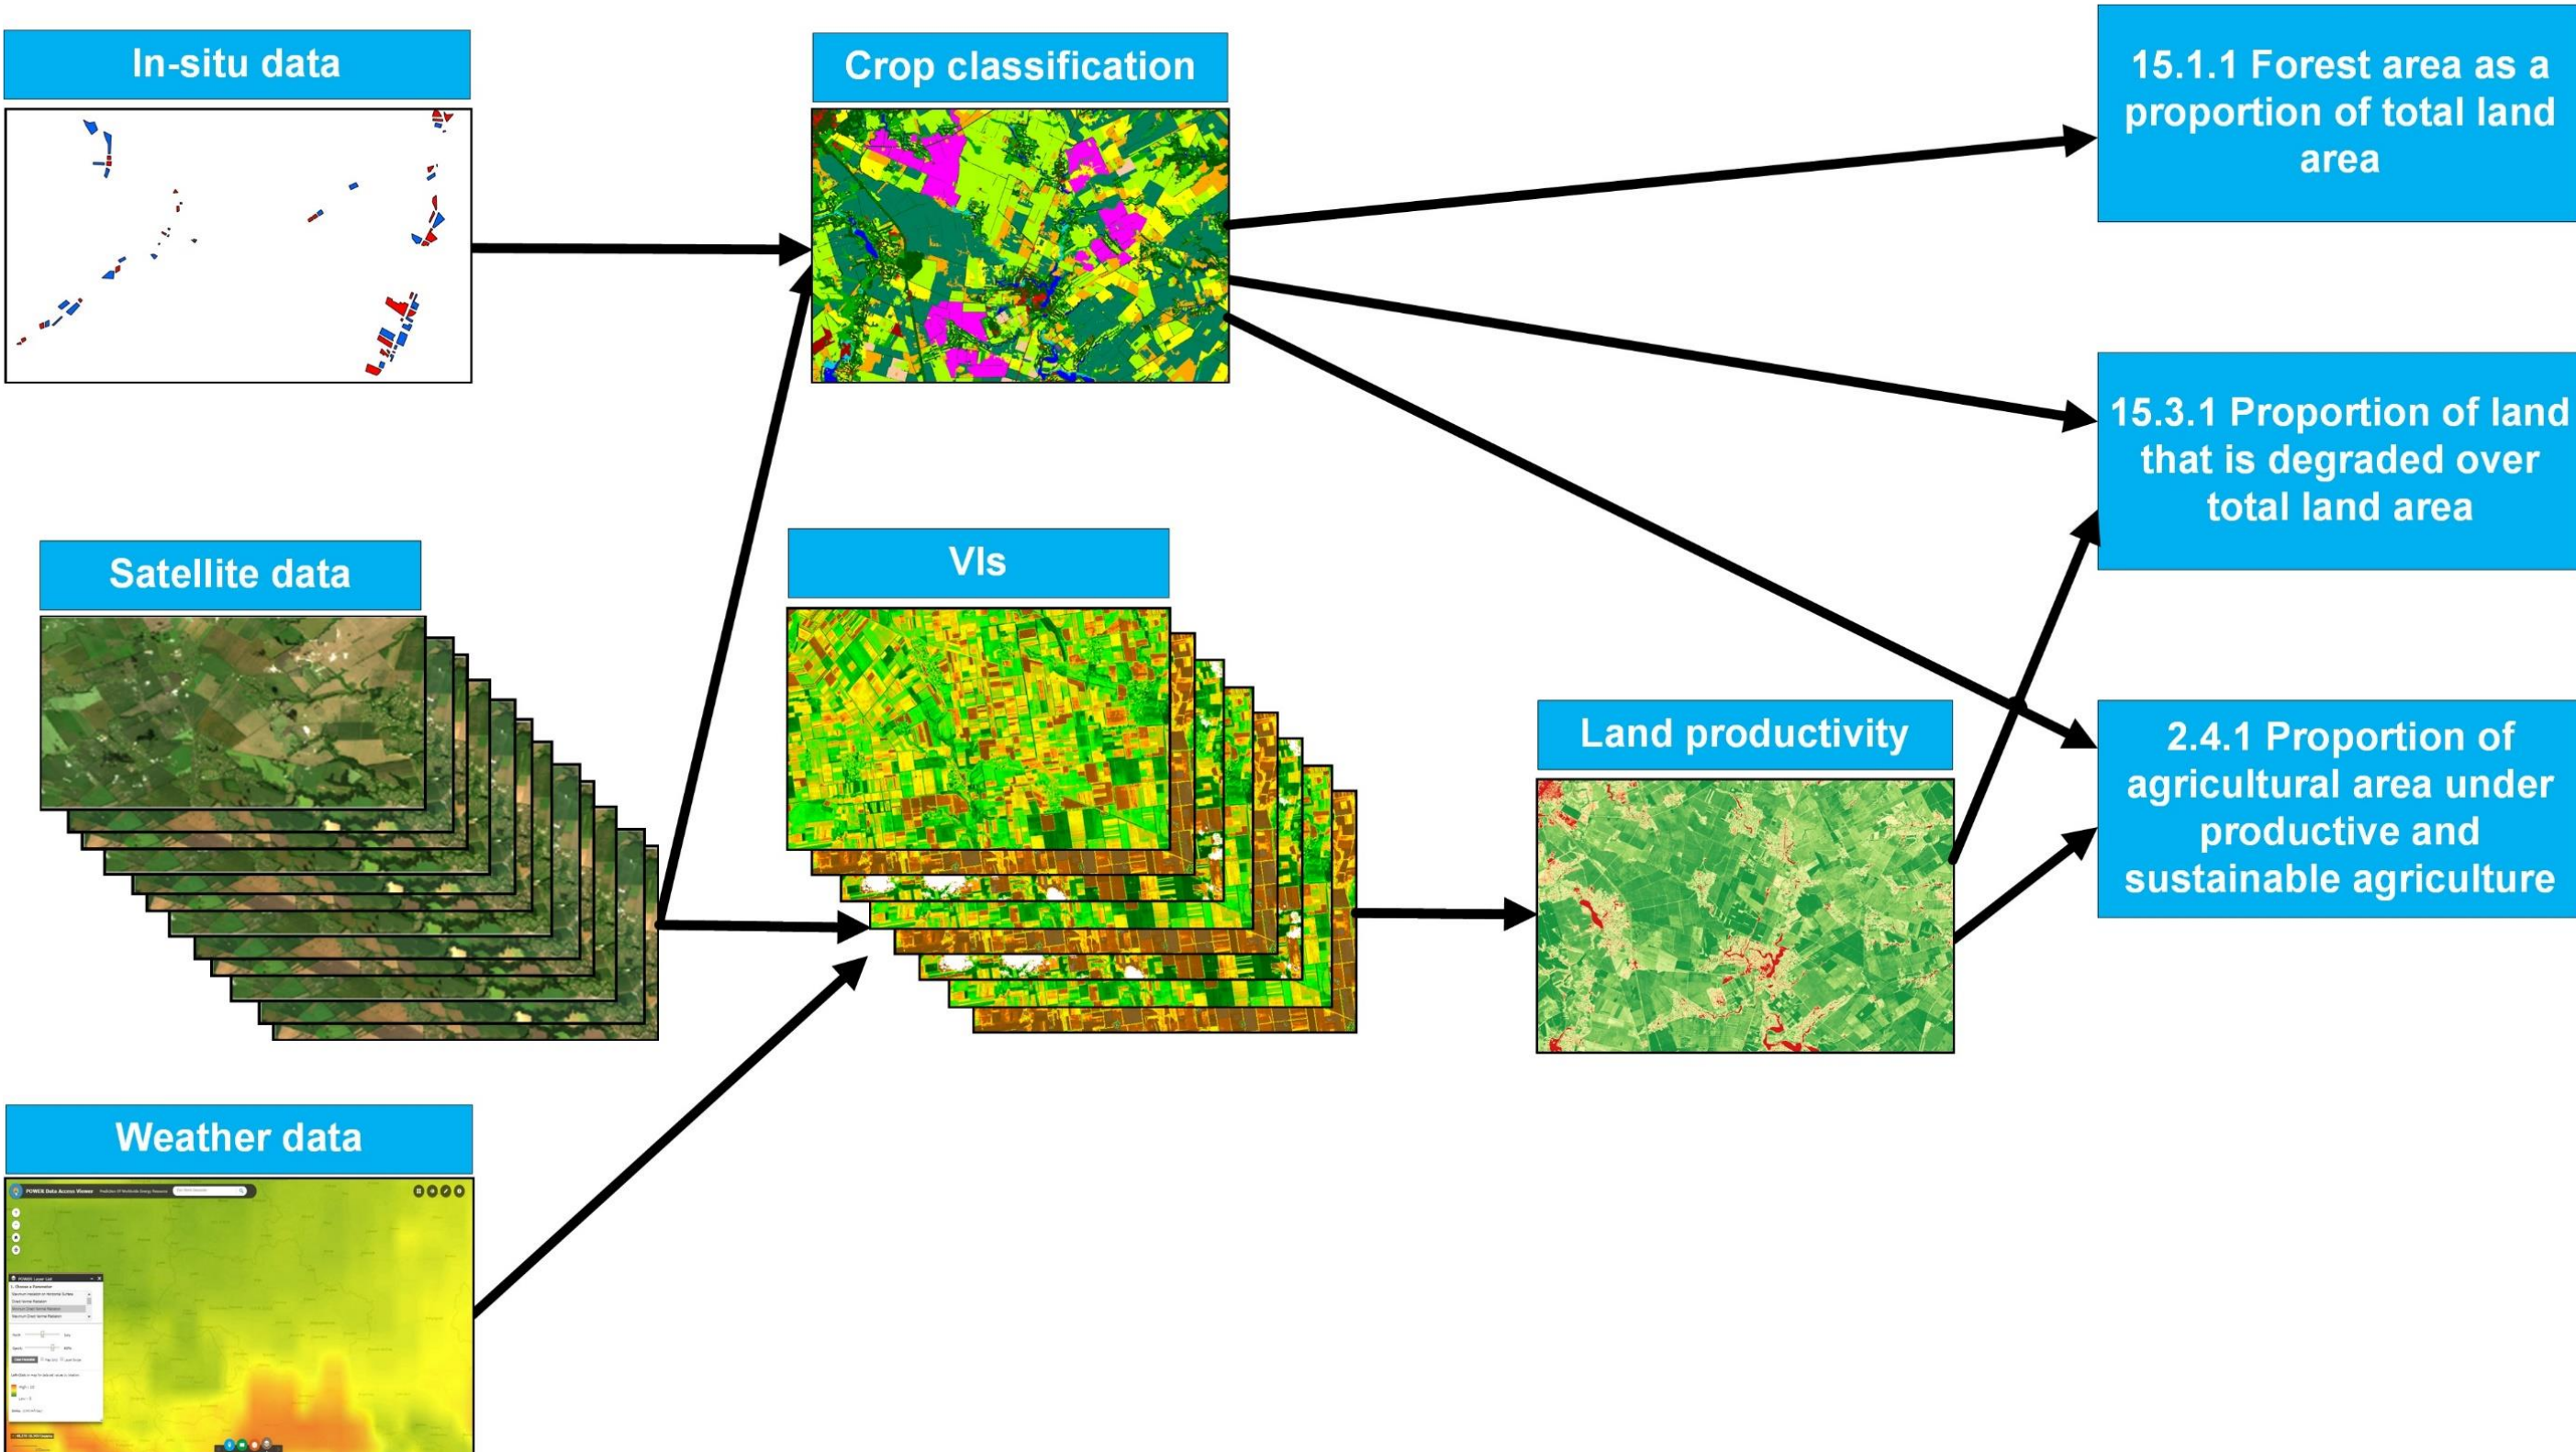 In-situ data
Crop classification
15.1.1 Forest area as a
proportion of total land
area
15.3.1 Proportion of land
that is degraded over
total land area
Satellite data
VIs
Land productivity
2.4.1 Proportion of
agricultural area under
productive and
sustainable agriculture
Weather data
POWER Data Access Viewer